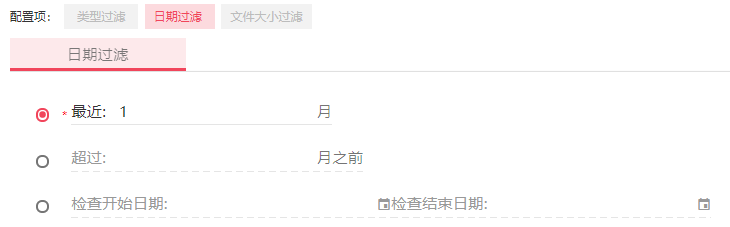 配置项: 类型过滤 日期过滤 文件大小过滤
日期过滤
* 最近: 1 月
超过: 月之前
检查开始日期: 检查结束日期: